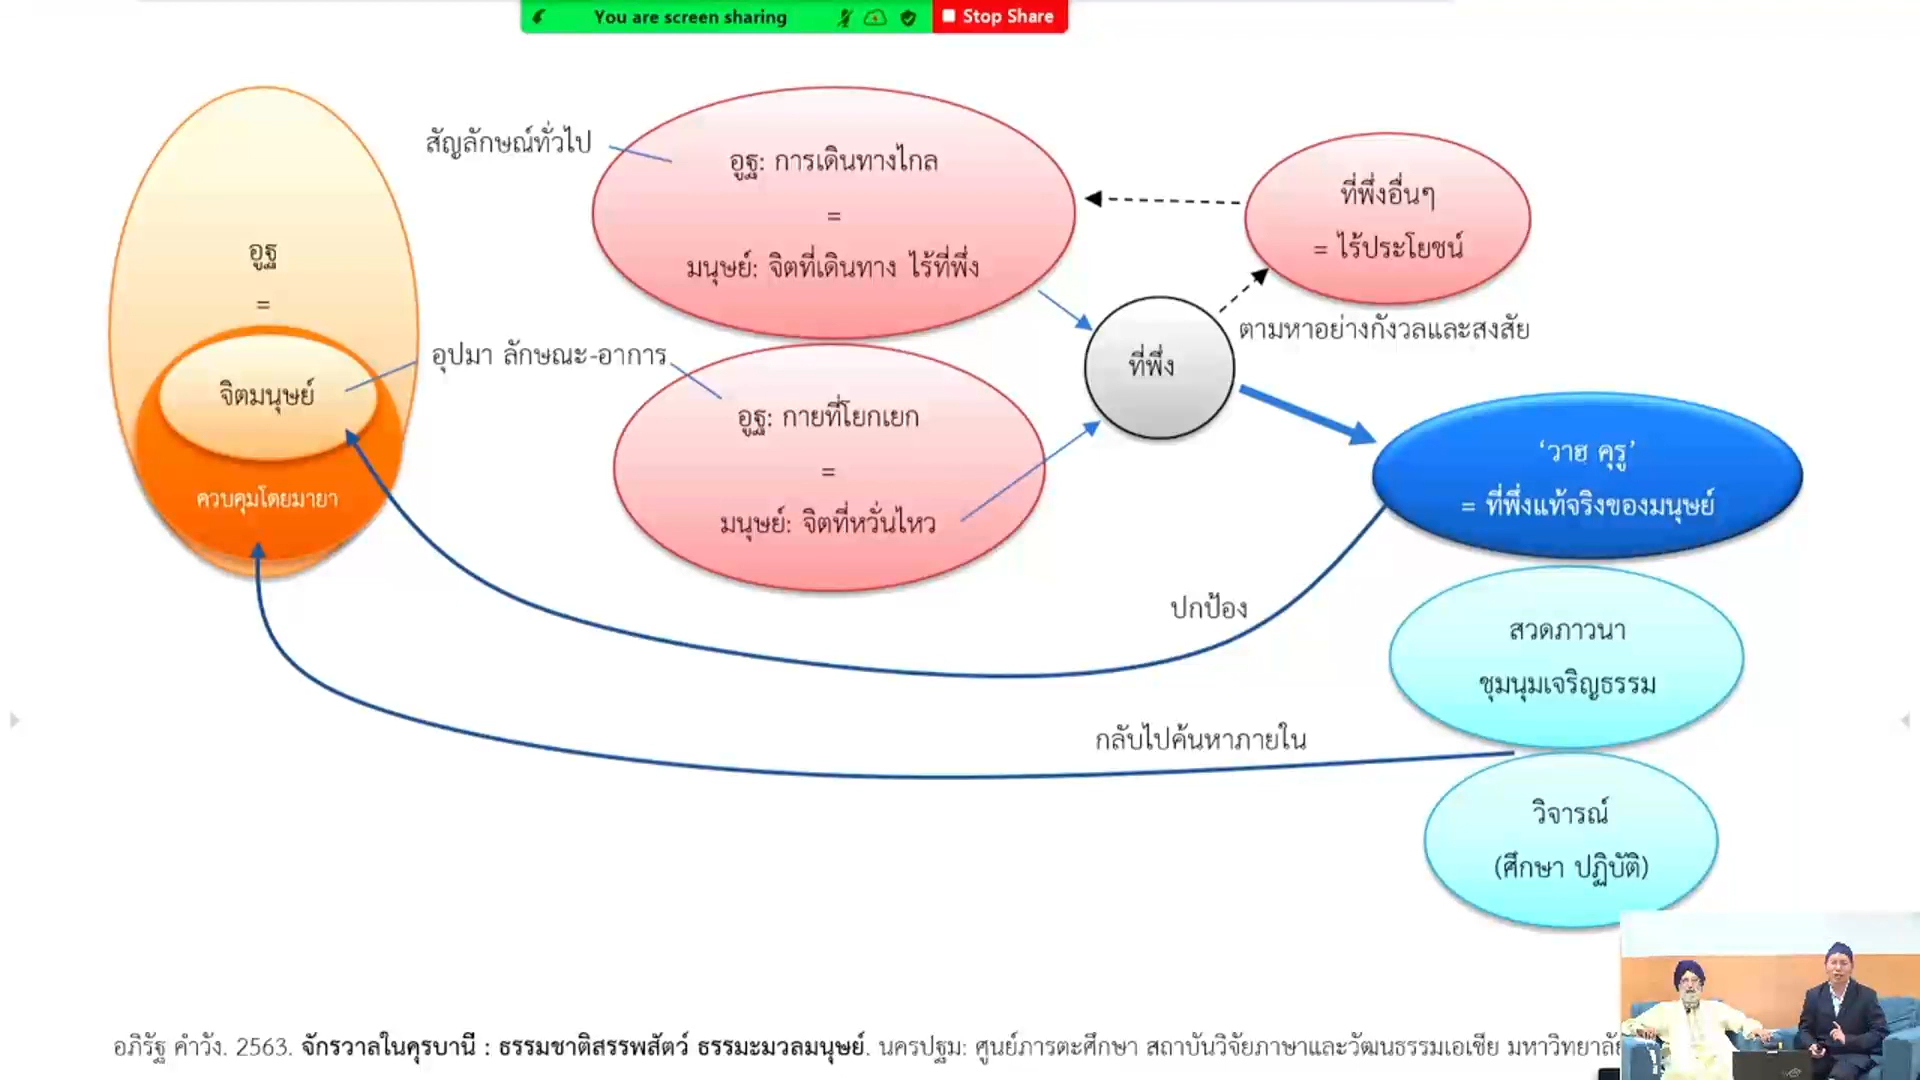 You are screen sharing
Stop Share
อูฐ
=
จิตมนุษย์
ควบคุมโดยมายา
สัญลักษณ์ทั่วไป
อูฐ: การเดินทางไกล
=
มนุษย์: จิตที่เดินทาง ไร้ที่พึ่ง
อุปมา ลักษณะ-อาการ
อูฐ: กายที่โยกเยก
=
มนุษย์: จิตที่หวั่นไหว
ที่พึ่ง
ที่พึ่งอื่นๆ
= ไร้ประโยชน์
ตามหาอย่างกังวลและสงสัย
‘วาฮ คุรู’
= ที่พึ่งแท้จริงของมนุษย์
ปกป้อง
สวดภาวนา
ชุมนุมเจริญธรรม
กลับไปค้นหาภายใน
วิจารณ์
(ศึกษา ปฏิบัติ)
อภิรัฐ คำวัง. 2563. จักรวาลในคุรบานี : ธรรมชาติสรรพสัตว์ ธรรมะมวลมนุษย์. นครปฐม: ศูนย์ภารตะศึกษา สถาบันวิจัยภาษาและวัฒนธรรมเอเชีย